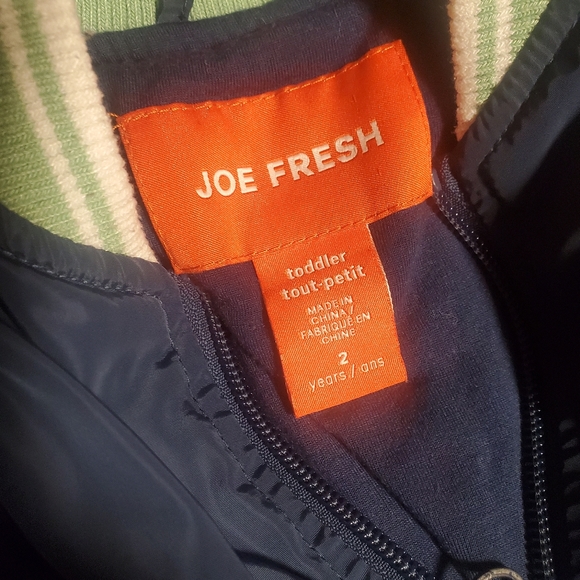 JOE FRESH
toddler
tout-petit
MADE IN
CHINA /
FABRIQUÉ EN
CHINE
2
years / ans